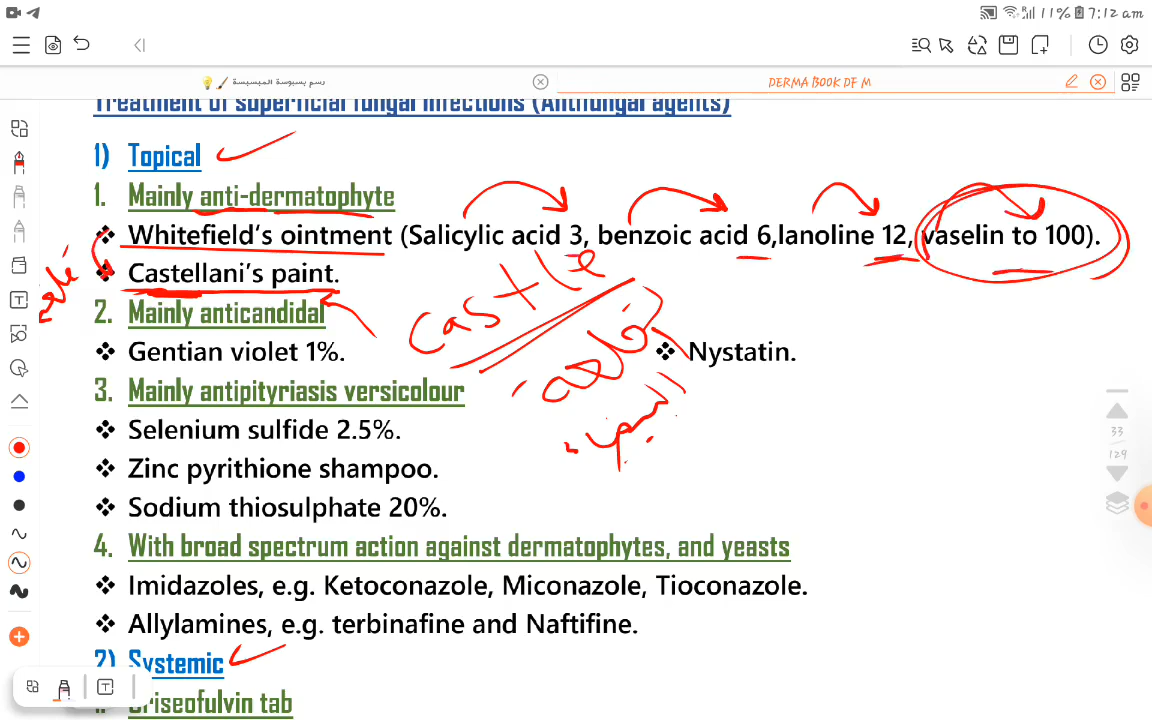 11% 7:12 am
رسم بسبوسة المبسبسة
DERMA BOOK DF M
Treatment of superficial fungal infections (Antifungal agents)
1) Topical
1. Mainly anti-dermatophyte
❖ Whitefield's ointment (Salicylic acid 3, benzoic acid 6,lanoline 12, vaselin to 100).
❖ Castellani's paint.
castle
2. Mainly anticandidal
❖ Gentian violet 1%.
❖ Nystatin.
3. Mainly antipityriasis versicolour
❖ Selenium sulfide 2.5%.
❖ Zinc pyrithione shampoo.
❖ Sodium thiosulphate 20%.
4. With broad spectrum action against dermatophytes, and yeasts
❖ Imidazoles, e.g. Ketoconazole, Miconazole, Tioconazole.
❖ Allylamines, e.g. terbinafine and Naftifine.
2) Systemic
Griseofulvin tab
33
129